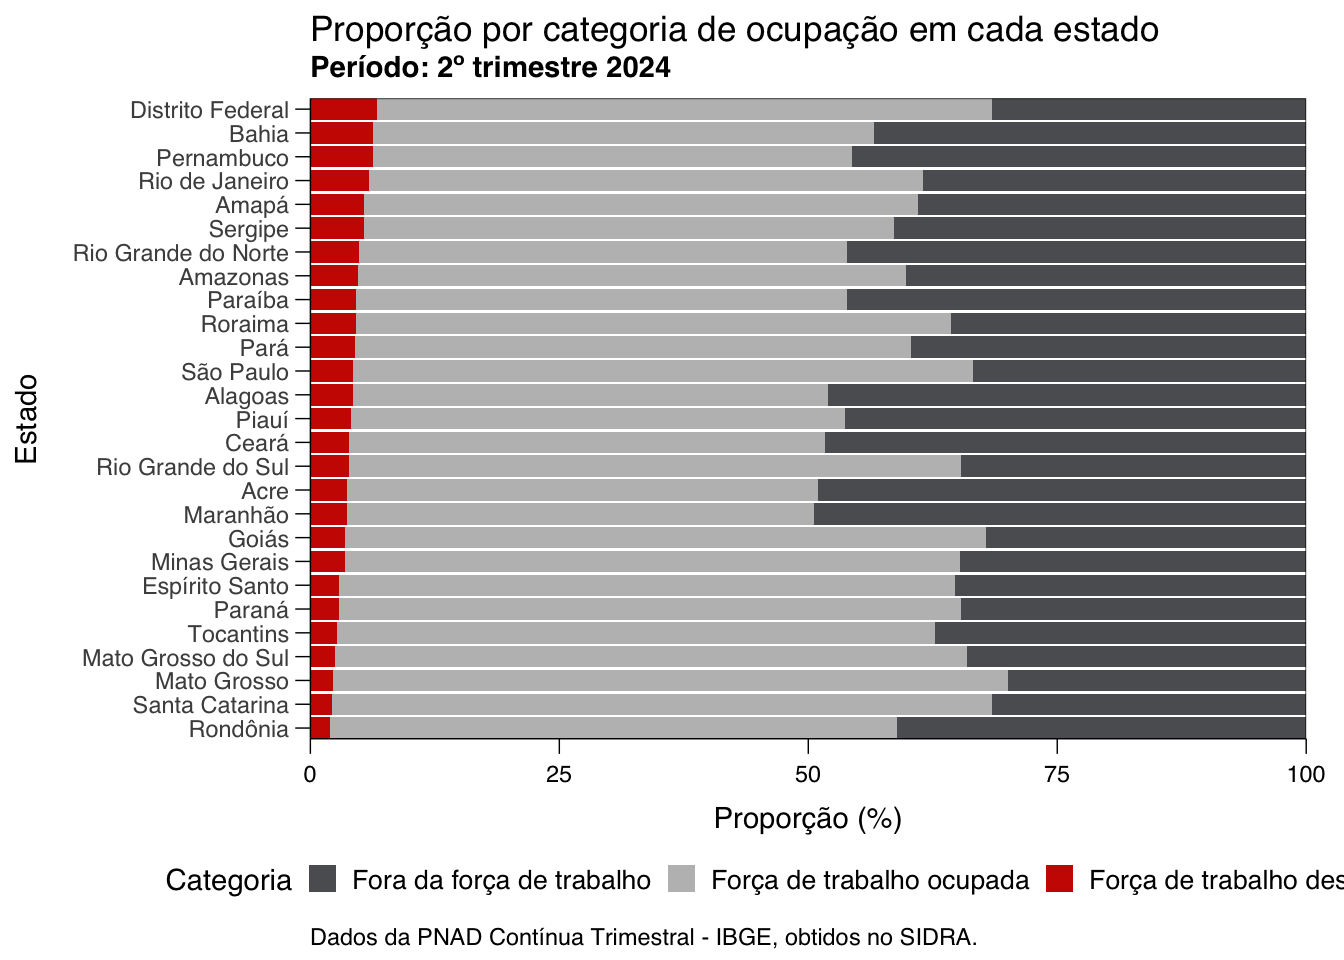 Proporção por categoria de ocupação em cada estado
Período: 2º trimestre 2024
Distrito Federal
Bahia
Pernambuco
Rio de Janeiro
Amapá
Sergipe
Rio Grande do Norte
Amazonas
Paraíba
Roraima
Pará
São Paulo
Alagoas
Piauí
Ceará
Rio Grande do Sul
Acre
Maranhão
Goiás
Minas Gerais
Espírito Santo
Paraná
Tocantins
Mato Grosso do Sul
Mato Grosso
Santa Catarina
Rondônia
Estado
0 25 50 75 100
Proporção (%)
Categoria Fora da força de trabalho Força de trabalho ocupada Força de trabalho des
Dados da PNAD Contínua Trimestral - IBGE, obtidos no SIDRA.